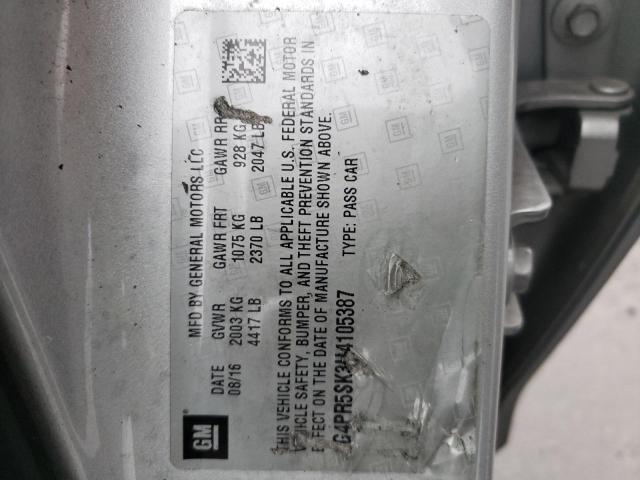 MFD BY GENERAL MOTORS LLC
DATE GVWR GAWR FRT GAWR RR
08/16 2003 KG 1075 KG 928 KG
4417 LB 2370 LB 2047 LB
THIS VEHICLE CONFORMS TO ALL APPLICABLE U.S. FEDERAL MOTOR
VEHICLE SAFETY, BUMPER, AND THEFT PREVENTION STANDARDS IN
EFFECT ON THE DATE OF MANUFACTURE SHOWN ABOVE.
TYPE: PASS CAR
GM